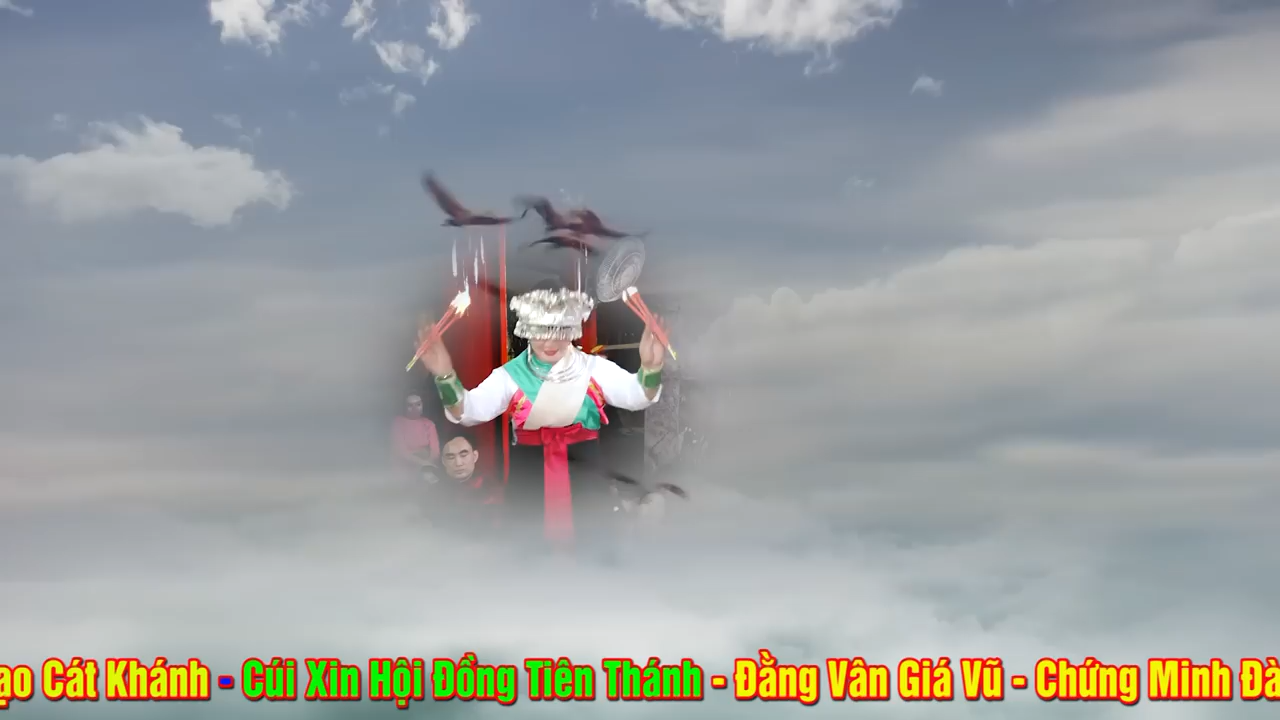 Cát Khánh - Cúi Xin Hội Đồng Tiên Thánh - Đằng Vân Giá Vũ - Chứng Minh